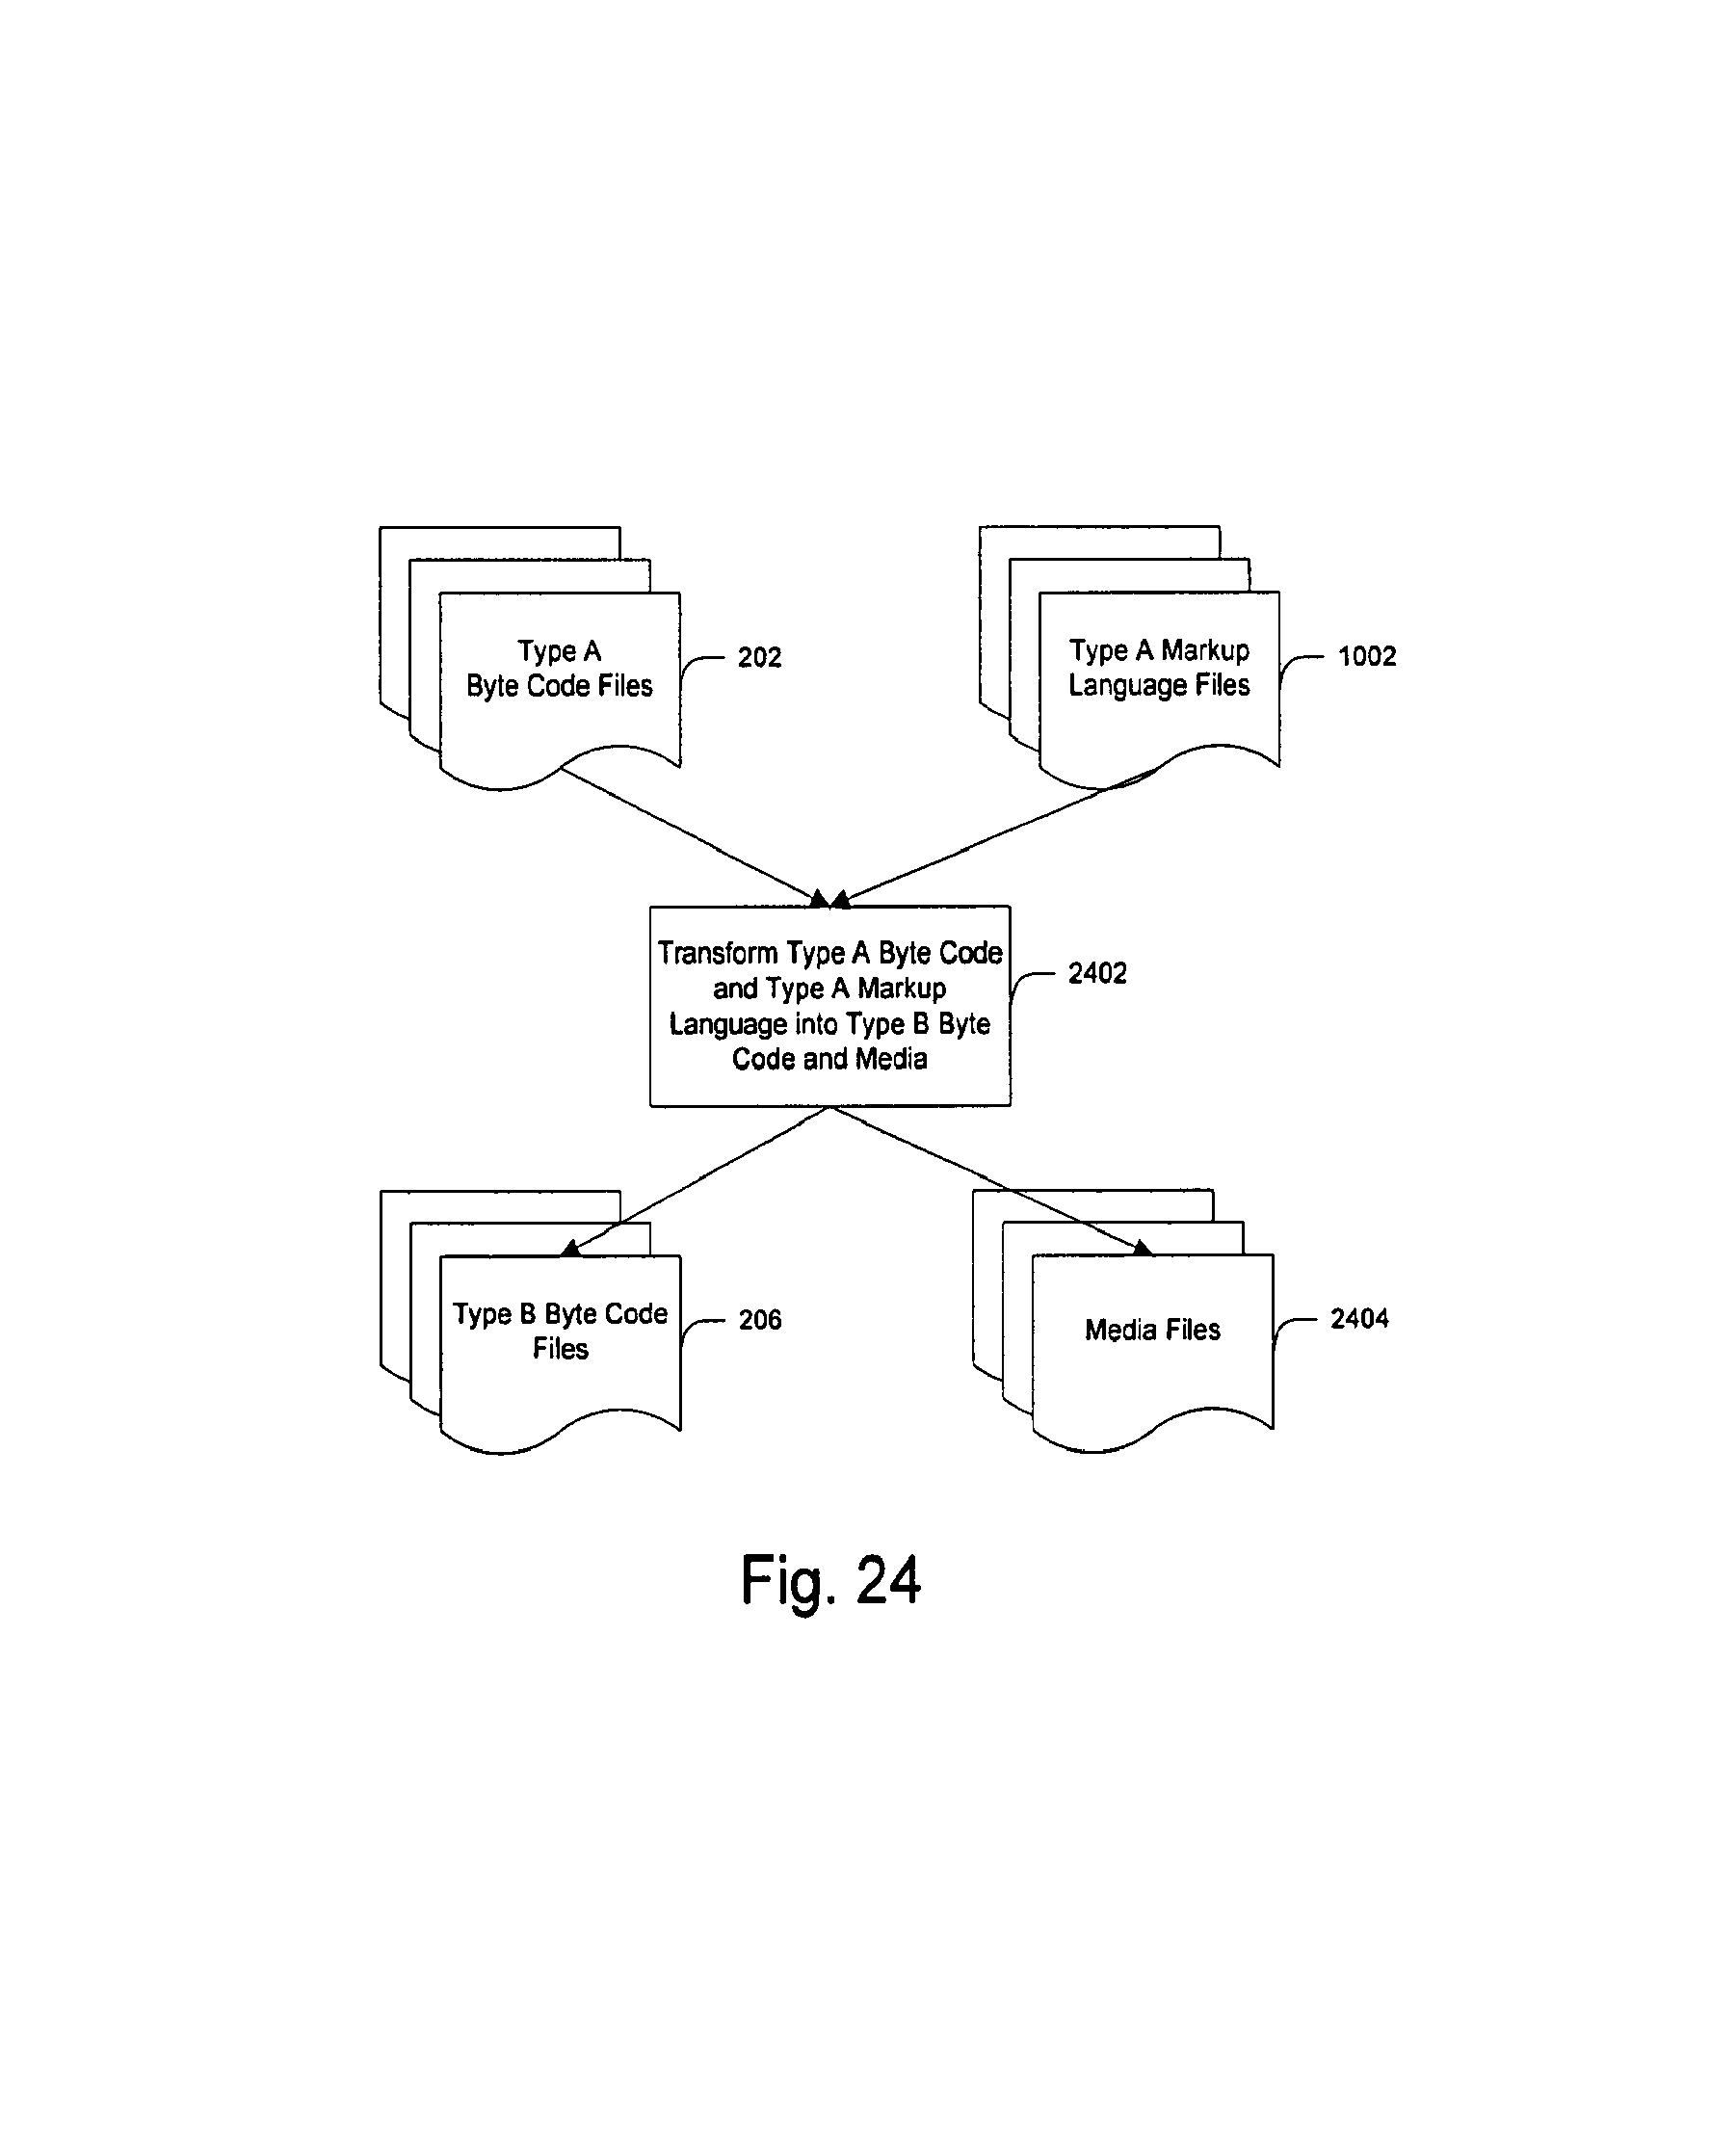 Type A
Byte Code Files
202
Type A Markup
Language Files
1002
Transform Type A Byte Code
and Type A Markup
Language into Type B Byte
Code and Media
2402
Type B Byte Code
Files
206
Media Files
2404
Fig. 24